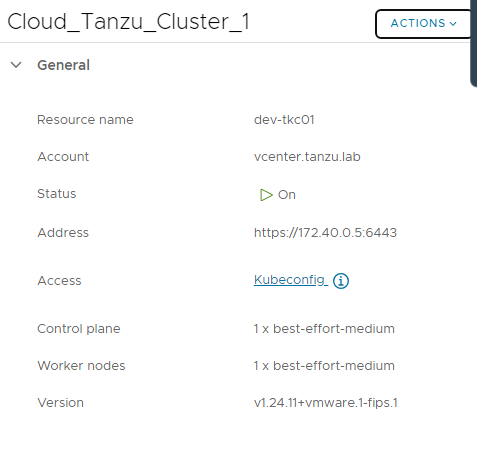 Cloud_Tanzu_Cluster_1
ACTIONS
General
Resource name dev-tkc01
Account vcenter.tanzu.lab
Status On
Address https://172.40.0.5:6443
Access Kubeconfig
Control plane 1 x best-effort-medium
Worker nodes 1 x best-effort-medium
Version v1.24.11+vmware.1-fips.1